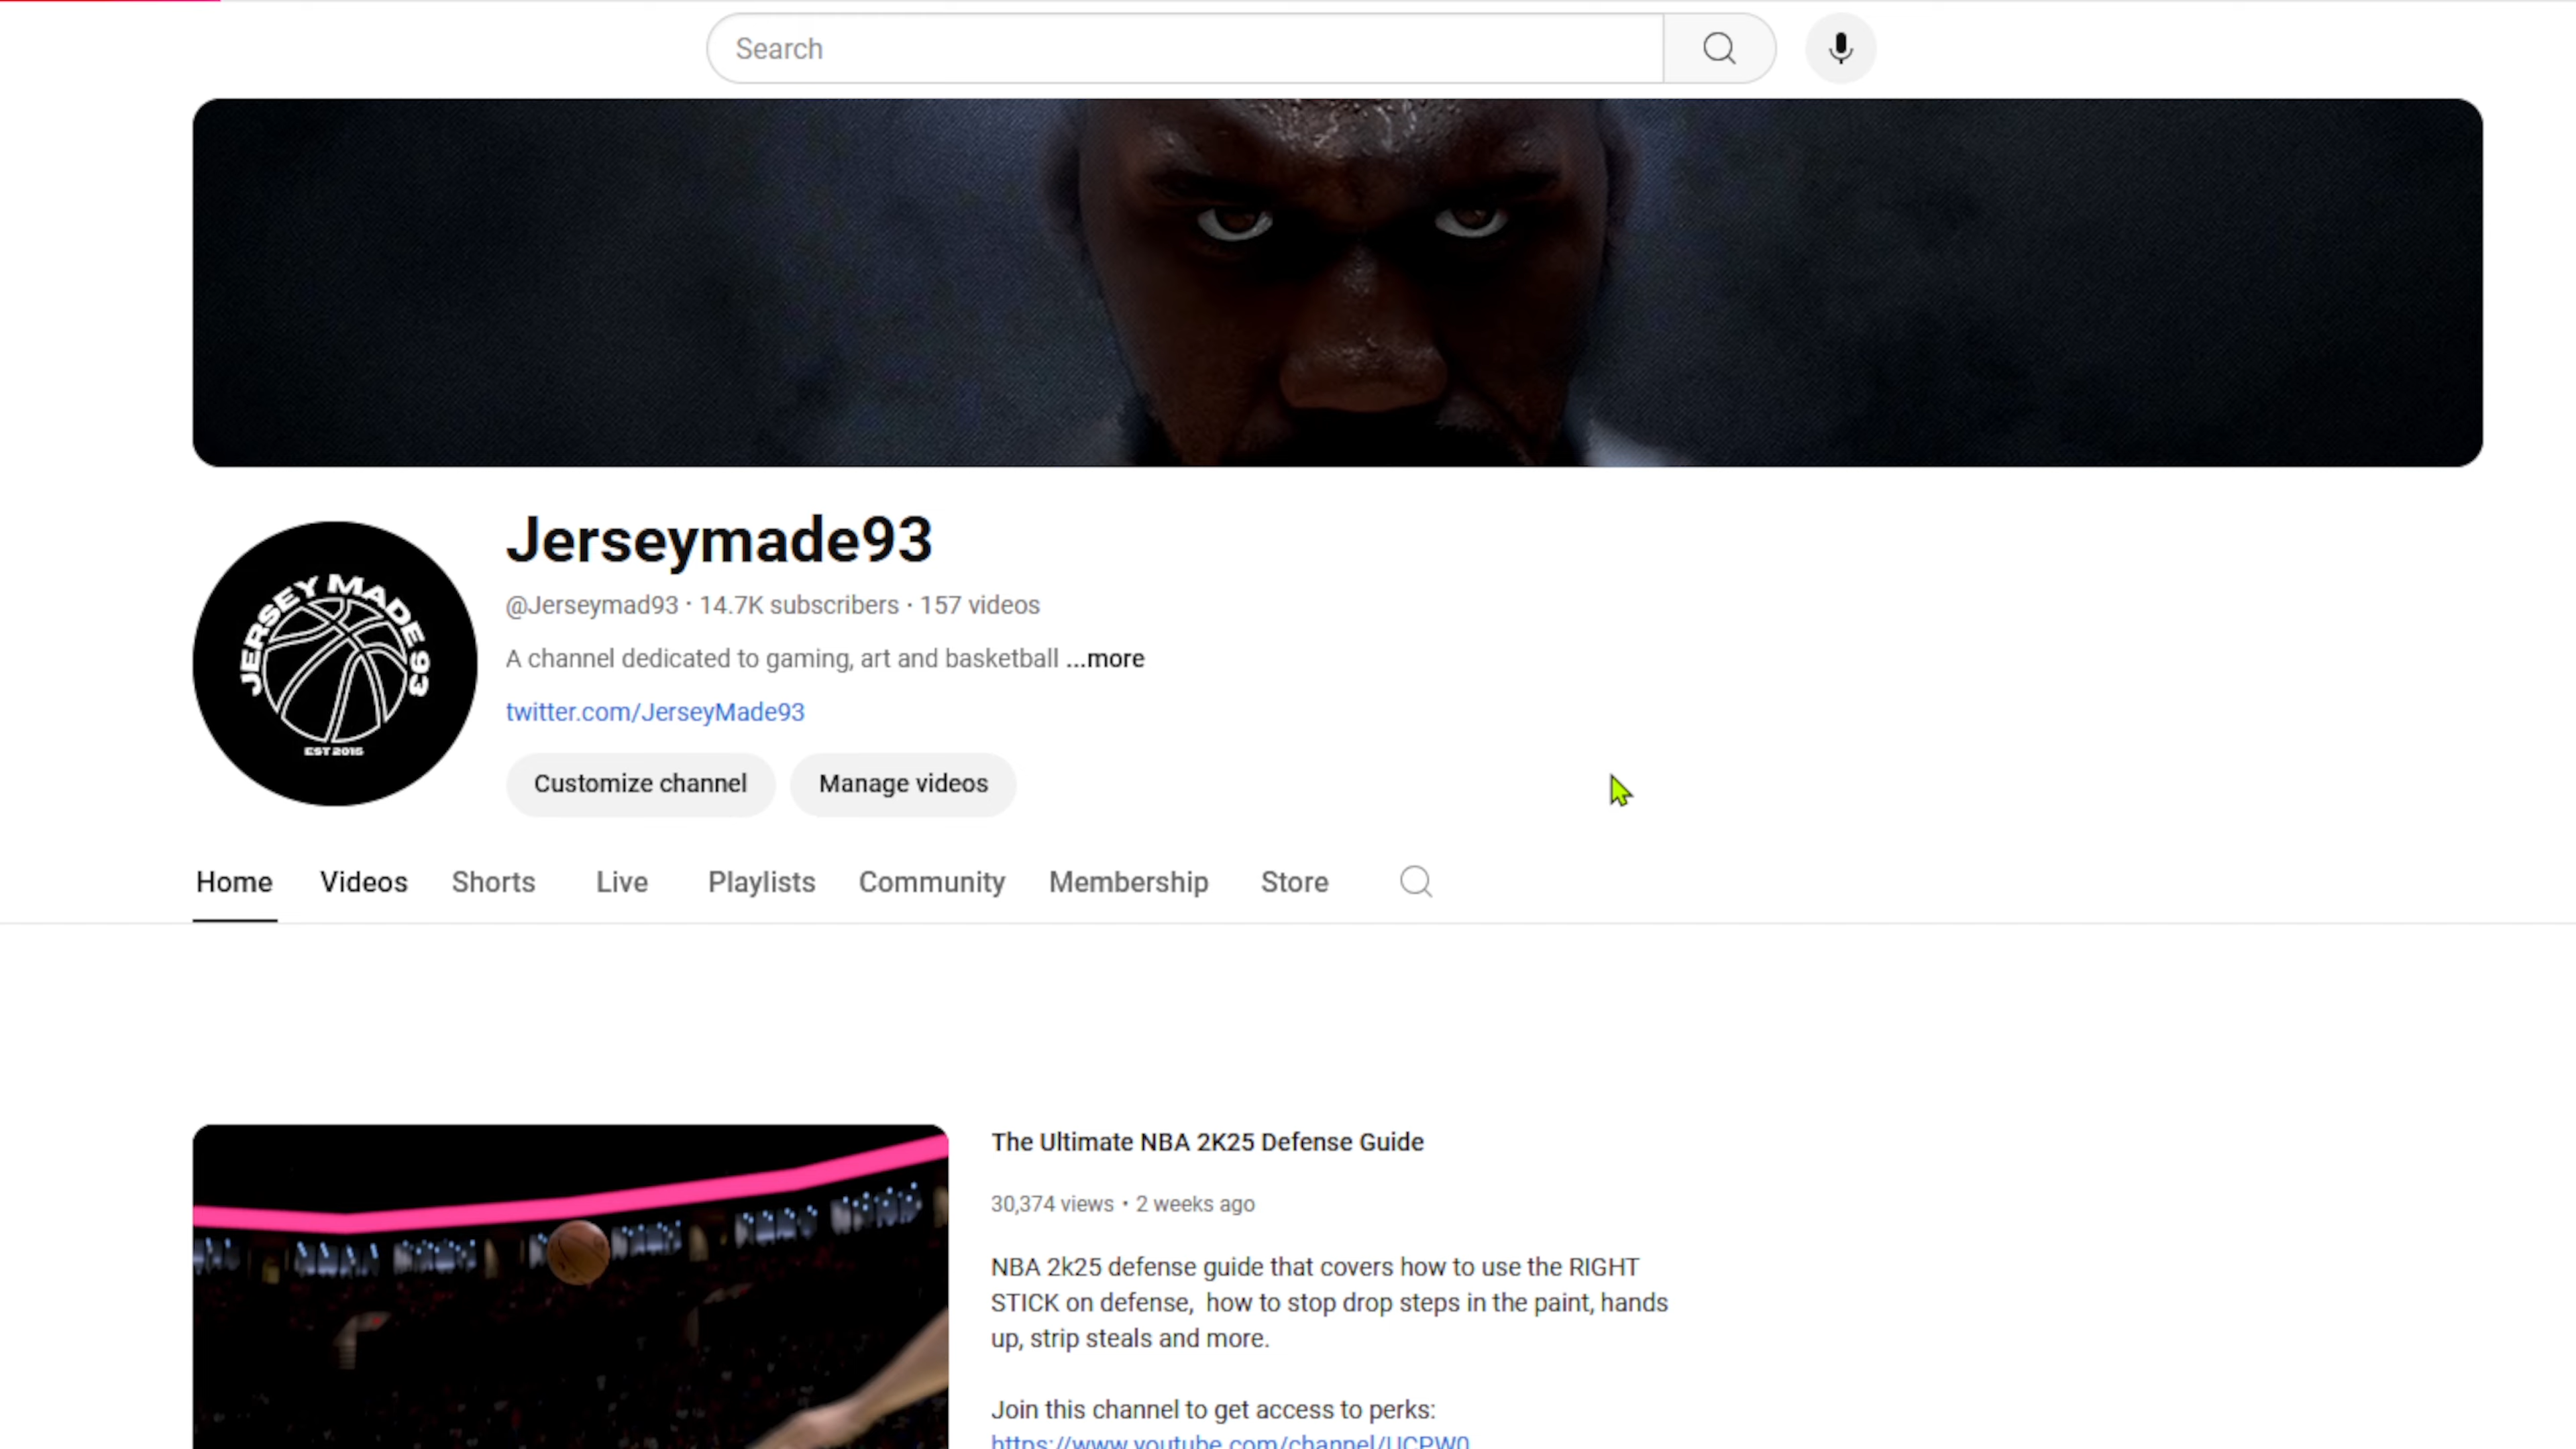 Search
JERSEY MADE 93
EST 2015
Jerseymade93
@Jerseymad93 · 14.7K subscribers · 157 videos
A channel dedicated to gaming, art and basketball ...more
twitter.com/JerseyMade93
Customize channel Manage videos
Home Videos Shorts Live Playlists Community Membership Store
The Ultimate NBA 2K25 Defense Guide
30,374 views · 2 weeks ago
NBA 2k25 defense guide that covers how to use the RIGHT
STICK on defense,  how to stop drop steps in the paint, hands
up, strip steals and more.
Join this channel to get access to perks:
https://www.youtube.com/channel/UCPW0